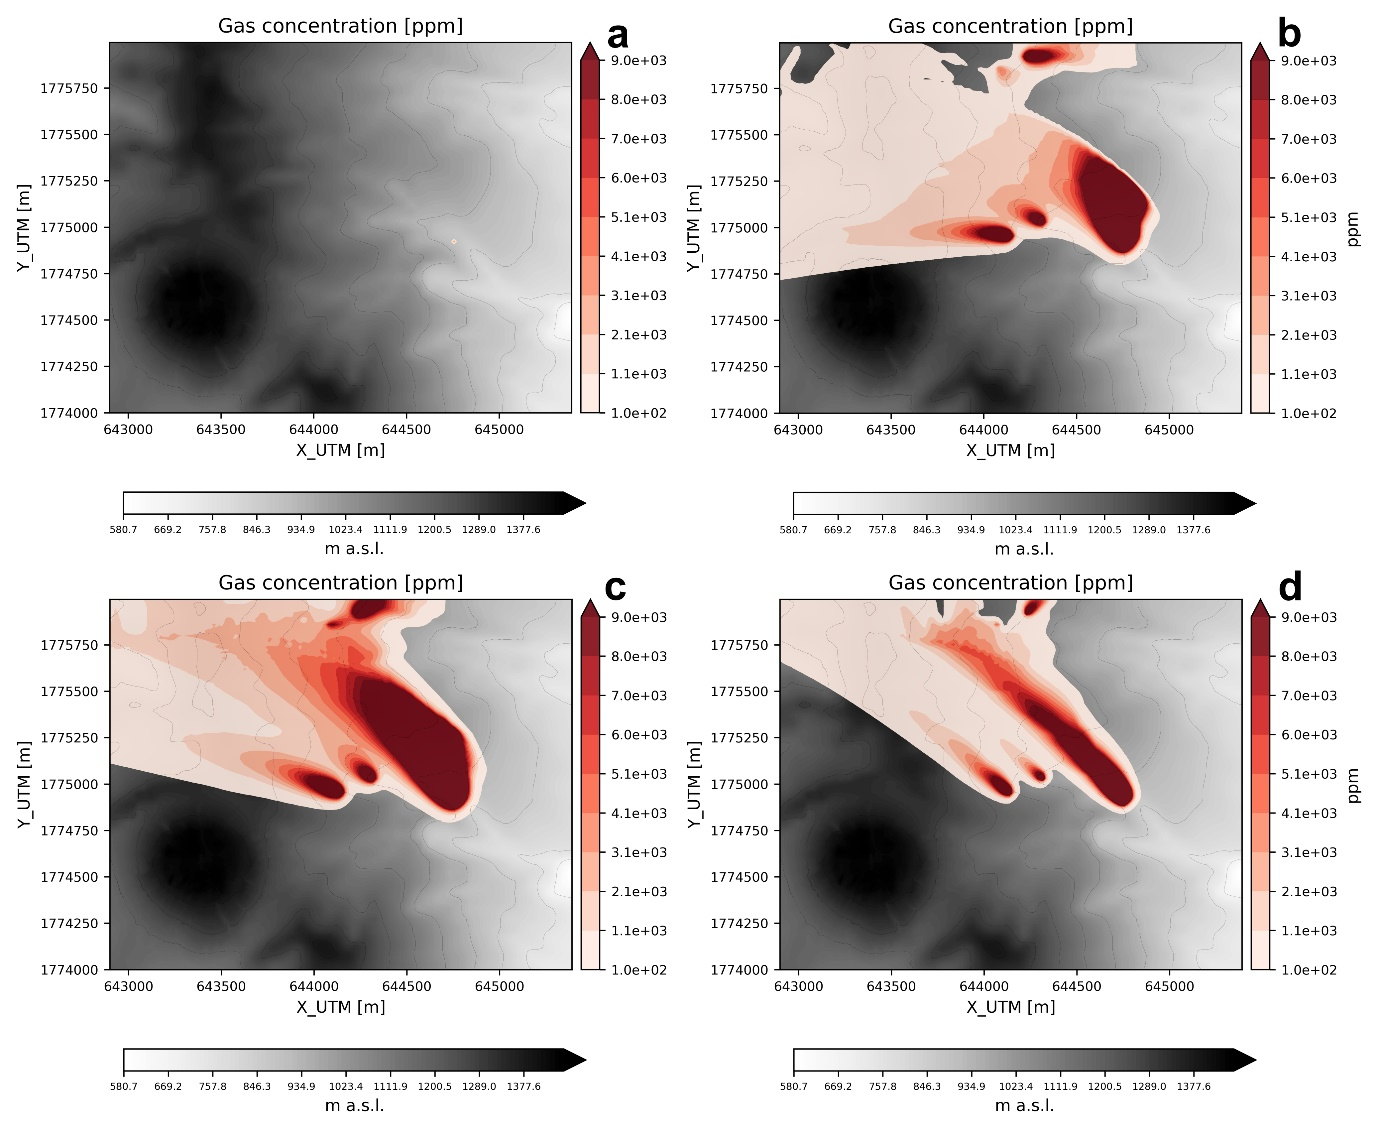 Gas concentration [ppm]
a
1775750
1775500
1775250
1775000
1774750
1774500
1774250
1774000
Y_UTM [m]
643000 643500 644000 644500 645000
X_UTM [m]
9.0e+03
8.0e+03
7.0e+03
6.0e+03
5.1e+03
4.1e+03
3.1e+03
2.1e+03
1.1e+03
1.0e+02
580.7 669.2 757.8 846.3 934.9 1023.4 1111.9 1200.5 1289.0 1377.6
m a.s.l.
Gas concentration [ppm]
b
1775750
1775500
1775250
1775000
1774750
1774500
1774250
1774000
Y_UTM [m]
643000 643500 644000 644500 645000
X_UTM [m]
9.0e+03
8.0e+03
7.0e+03
6.0e+03
5.1e+03
4.1e+03
3.1e+03
2.1e+03
1.1e+03
1.0e+02
ppm
580.7 669.2 757.8 846.3 934.9 1023.4 1111.9 1200.5 1289.0 1377.6
m a.s.l.
Gas concentration [ppm]
c
1775750
1775500
1775250
1775000
1774750
1774500
1774250
1774000
Y_UTM [m]
643000 643500 644000 644500 645000
X_UTM [m]
9.0e+03
8.0e+03
7.0e+03
6.0e+03
5.1e+03
4.1e+03
3.1e+03
2.1e+03
1.1e+03
1.0e+02
580.7 669.2 757.8 846.3 934.9 1023.4 1111.9 1200.5 1289.0 1377.6
m a.s.l.
Gas concentration [ppm]
d
1775750
1775500
1775250
1775000
1774750
1774500
1774250
1774000
Y_UTM [m]
643000 643500 644000 644500 645000
X_UTM [m]
9.0e+03
8.0e+03
7.0e+03
6.0e+03
5.1e+03
4.1e+03
3.1e+03
2.1e+03
1.1e+03
1.0e+02
ppm
580.7 669.2 757.8 846.3 934.9 1023.4 1111.9 1200.5 1289.0 1377.6
m a.s.l.